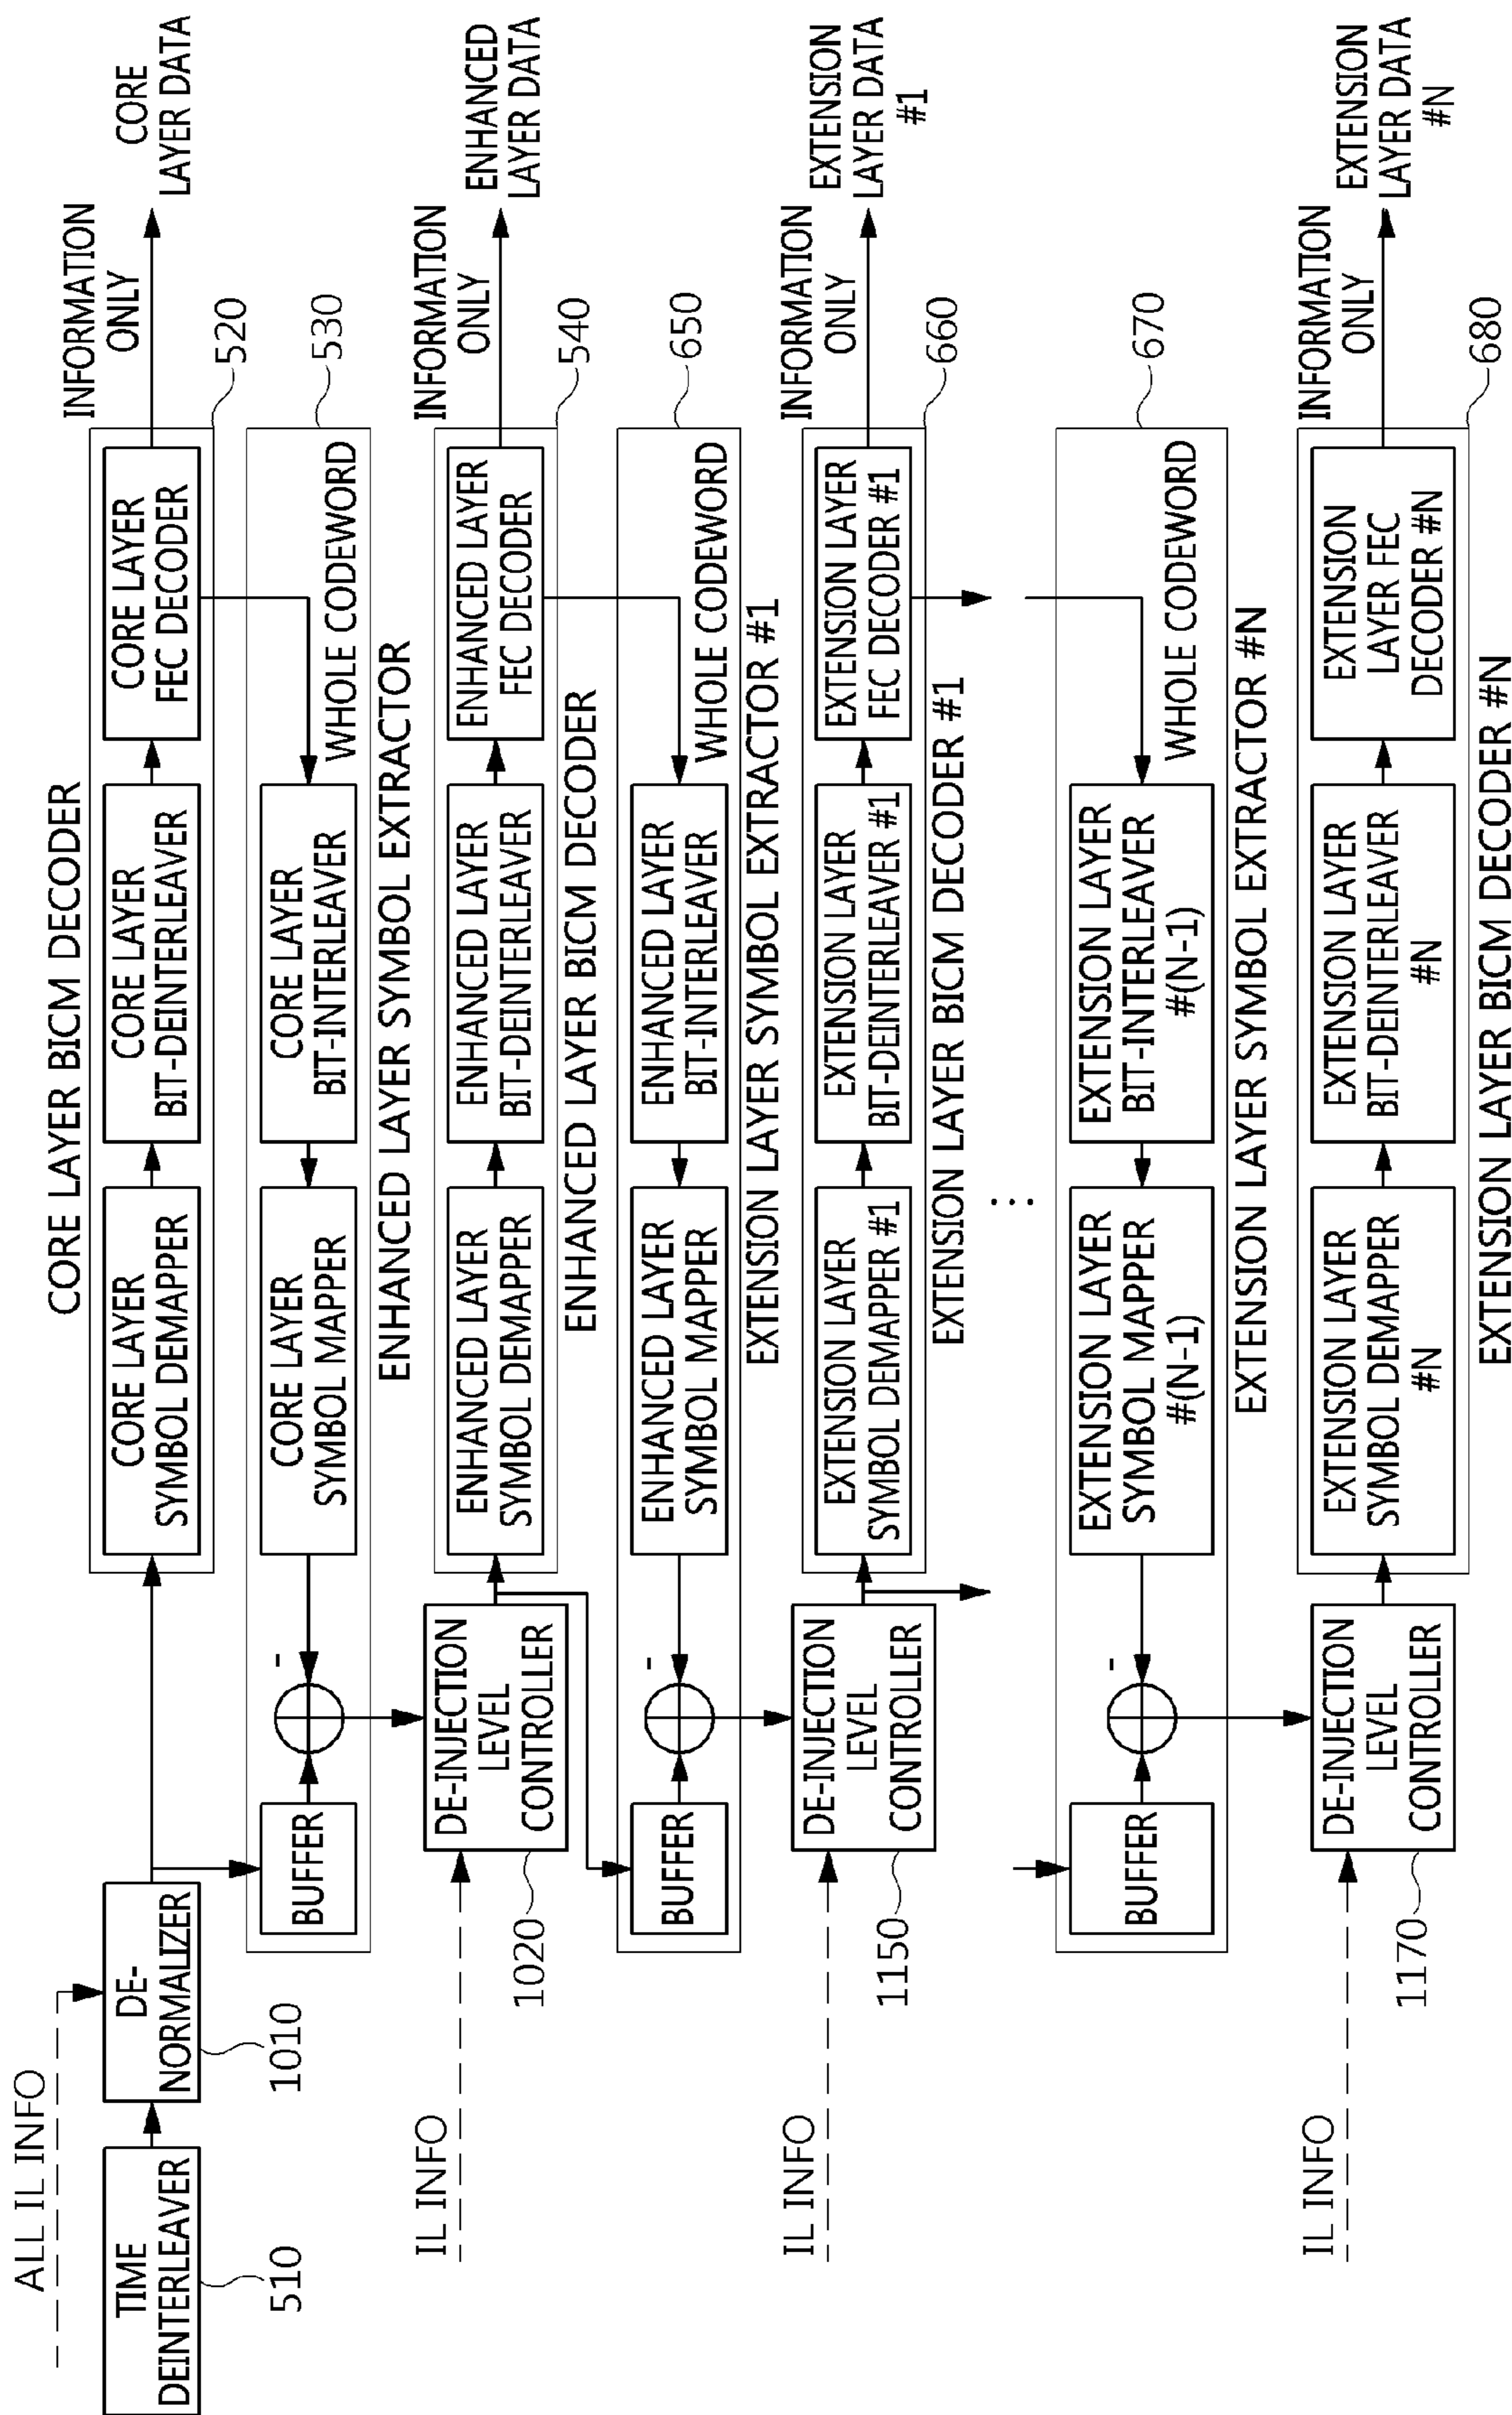 ALL IL INFO
TIME
DEINTERLEAVER
510
DE-
NORMALIZER
1010
CORE LAYER BICM DECODER
CORE LAYER
SYMBOL DEMAPPER
CORE LAYER
BIT-DEINTERLEAVER
CORE LAYER
FEC DECODER
INFORMATION
ONLY
CORE
LAYER DATA
520
BUFFER
-
CORE LAYER
SYMBOL MAPPER
CORE LAYER
BIT-INTERLEAVER
WHOLE CODEWORD
530
ENHANCED LAYER SYMBOL EXTRACTOR
IL INFO
DE-INJECTION
LEVEL
CONTROLLER
1020
ENHANCED LAYER
SYMBOL DEMAPPER
ENHANCED LAYER
BIT-DEINTERLEAVER
ENHANCED LAYER
FEC DECODER
INFORMATION
ONLY
ENHANCED
LAYER DATA
540
ENHANCED LAYER BICM DECODER
BUFFER
-
ENHANCED LAYER
SYMBOL MAPPER
ENHANCED LAYER
BIT-INTERLEAVER
WHOLE CODEWORD
650
EXTENSION LAYER SYMBOL EXTRACTOR #1
IL INFO
DE-INJECTION
LEVEL
CONTROLLER
1150
EXTENSION LAYER
SYMBOL DEMAPPER #1
EXTENSION LAYER
BIT-DEINTERLEAVER #1
EXTENSION LAYER
FEC DECODER #1
INFORMATION
ONLY
EXTENSION
LAYER DATA
#1
660
EXTENSION LAYER BICM DECODER #1
...
BUFFER
-
EXTENSION LAYER
SYMBOL MAPPER
#(N-1)
EXTENSION LAYER
BIT-INTERLEAVER
#(N-1)
WHOLE CODEWORD
670
EXTENSION LAYER SYMBOL EXTRACTOR #N
IL INFO
DE-INJECTION
LEVEL
CONTROLLER
1170
EXTENSION LAYER
SYMBOL DEMAPPER
#N
EXTENSION LAYER
BIT-DEINTERLEAVER
#N
EXTENSION
LAYER FEC
DECODER #N
INFORMATION
ONLY
EXTENSION
LAYER DATA
#N
680
EXTENSION LAYER BICM DECODER #N